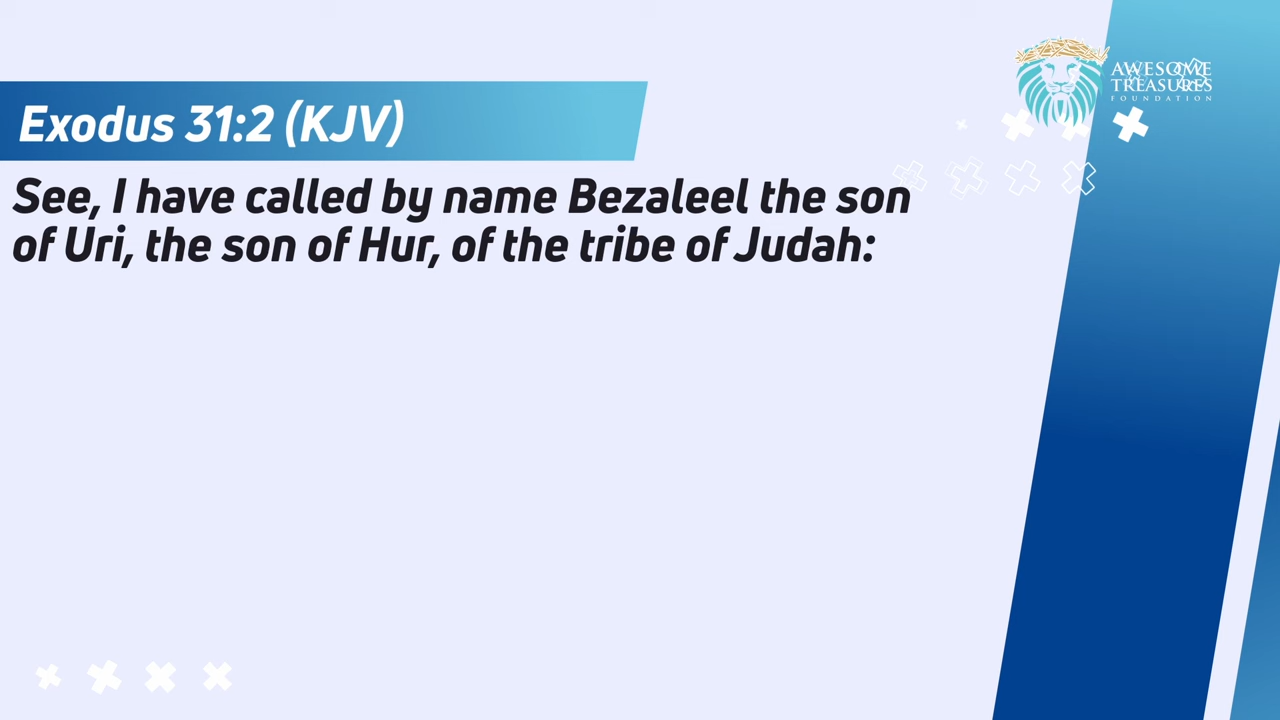 AWESOME
TREASURES
FOUNDATION
Exodus 31:2 (KJV)
See, I have called by name Bezaleel the son
of Uri, the son of Hur, of the tribe of Judah: